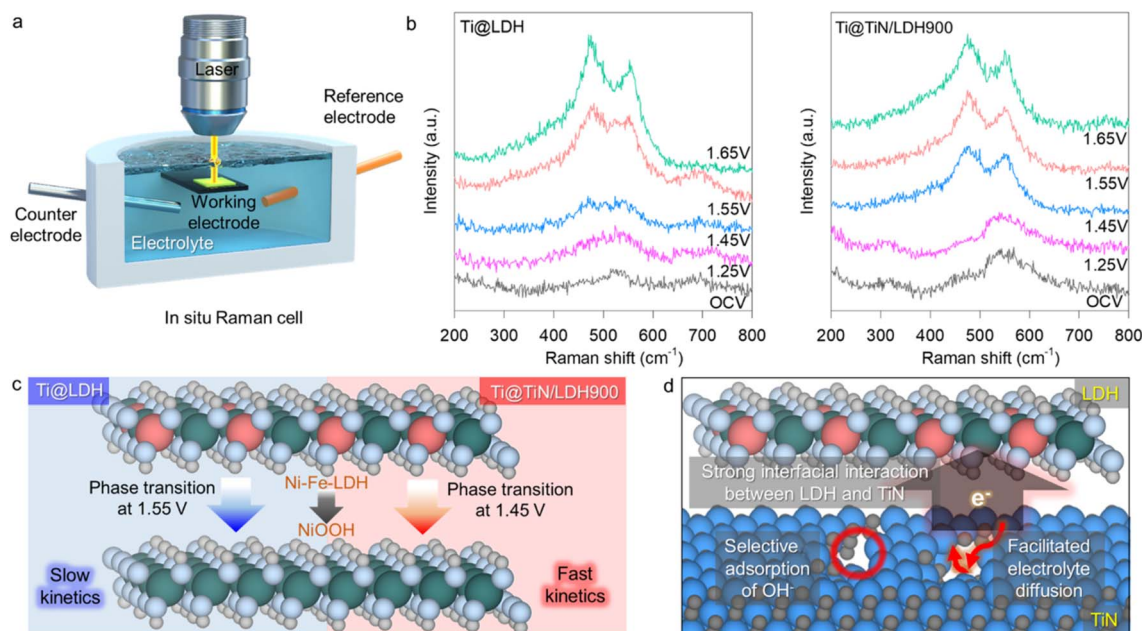 a
Laser
Reference
electrode
Counter
electrode
Working
electrode
Electrolyte
In situ Raman cell
b
Ti@LDH
Intensity (a.u.)
1.65V
1.55V
1.45V
1.25V
OCV
200 300 400 500 600 700 800
Raman shift (cm⁻¹)
Ti@TiN/LDH900
Intensity (a.u.)
1.65V
1.55V
1.45V
1.25V
OCV
200 300 400 500 600 700 800
Raman shift (cm⁻¹)
c
Ti@LDH
Ti@TiN/LDH900
Phase transition
at 1.55 V
Ni-Fe-LDH
NiOOH
Phase transition
at 1.45 V
Slow
kinetics
Fast
kinetics
d
LDH
Strong interfacial interaction
between LDH and TiN
e⁻
Selective
adsorption
of OH⁻
Facilitated
electrolyte
diffusion
TiN